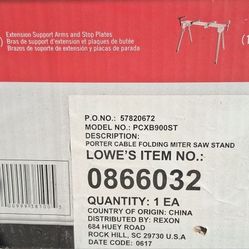 Extension Support Arms and Stop Plates
Bras de support d'extension et plaques de butée
Brazos de soporte de extensión y placas de tope
P.O.NO.: 57820672
MODEL NO.: PCXB900ST
DESCRIPTION:
PORTER CABLE FOLDING MITER SAW STAND
LOWE'S ITEM NO.:
0866032
QUANTITY: 1 EA
COUNTRY OF ORIGIN: CHINA
DISTRIBUTED BY: REXON
684 HUEY ROAD
ROCK HILL, SC 29730 U.S.A
DATE CODE: 0617